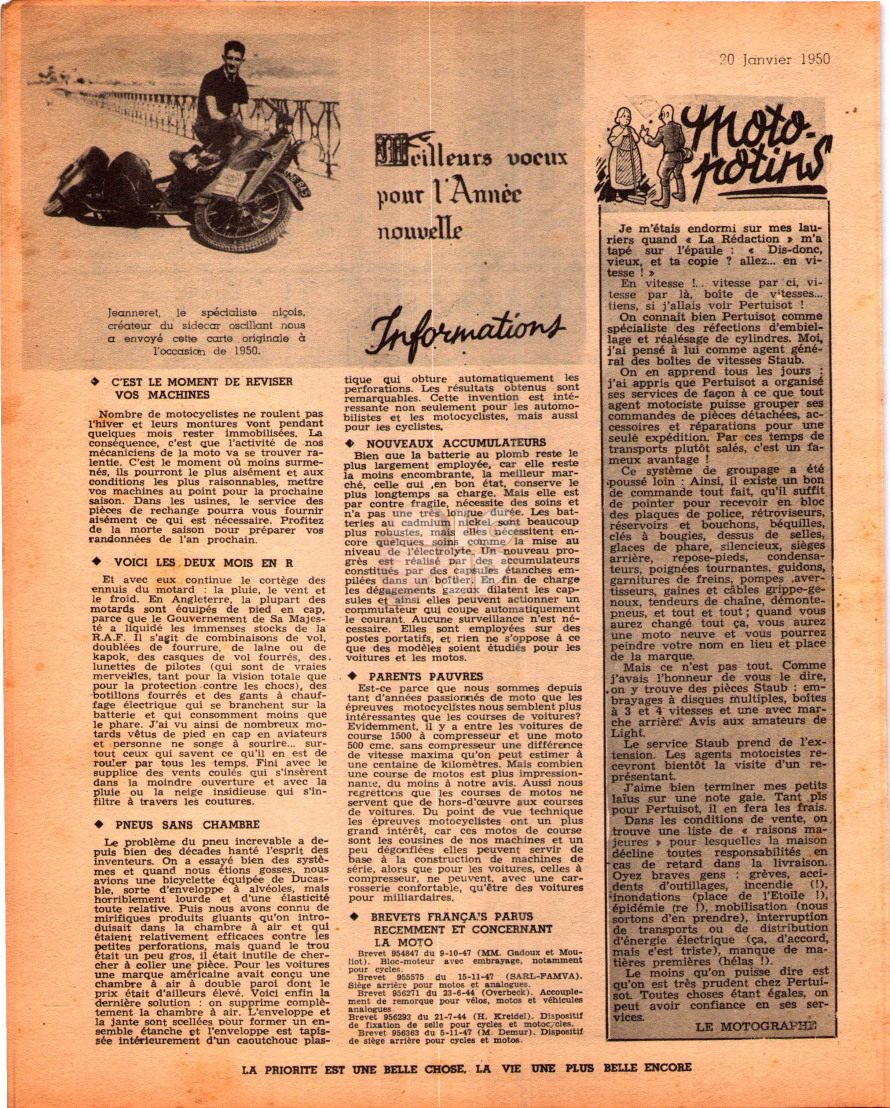 20 Janvier 1950
Meilleurs voeux
pour l'Année
nouvelle
Jeanneret, le spécialiste niçois,
créateur du sidecar oscillant nous
a envoyé cette carte originale à
l'occasion de 1950.
Informations
◆ C'EST LE MOMENT DE REVISER
VOS MACHINES
Nombre de motocyclistes ne roulent pas
l'hiver et leurs montures vont pendant
quelques mois rester immobilisées. La
conséquence, c'est que l'activité de nos
mécaniciens de la moto va se trouver ra-
lentie. C'est le moment où moins surme-
nés, ils pourront le plus aisément et aux
conditions les plus raisonnables, mettre
vos machines au point pour la prochaine
saison. Dans les usines, le service des
pièces de rechange pourra vous fournir
aisément ce qui est nécessaire. Profitez
de la morte saison pour préparer vos
randonnées de l'an prochain.
◆ VOICI LES DEUX MOIS EN R
Et avec eux continue le cortège des
ennuis du motard : la pluie, le vent et
le froid. En Angleterre, la plupart des
motards sont équipés de pied en cap,
parce que le Gouvernement de Sa Majes-
té a liquidé les immenses stocks de la
R.A.F. Il s'agit de combinaisons de vol,
doublées de fourrure, de laine ou de
kapok, des casques de vol fourrés, des
lunettes de pilotes (qui sont de vraies
merveilles, tant pour la vision totale que
pour la protection contre les chocs), des
botillons fourrés et des gants à chauf-
fage électrique qui se branchent sur la
batterie et qui consomment moins que
le phare. J'ai vu ainsi de nombreux mo-
tards vêtus de pied en cap en aviateurs
et personne ne songe à sourire... sur-
tout ceux qui savent ce qu'il en est de
rouler par tous les temps. Fini avec le
supplice des vents coulés qui s'insèrent
dans la moindre ouverture et avec la
pluie ou la neige insidieuse qui s'in-
filtre à travers les coutures.
◆ PNEUS SANS CHAMBRE
Le problème du pneu increvable a de-
puis bien des décades hanté l'esprit des
inventeurs. On a essayé bien des systè-
mes et quand nous étions gosses, nous
avions une bicyclette équipée de Ducas-
ble, sorte d'enveloppe à alvéoles, mais
horriblement lourde et d'une élasticité
toute relative. Puis nous avons connu de
mirifiques produits gluants qu'on intro-
duisait dans la chambre à air et qui
étaient relativement efficaces contre les
petites perforations, mais quand le trou
était un peu gros, il était inutile de cher-
cher à coller une pièce. Pour les voitures
une marque américaine avait conçu une
chambre à air à double paroi dont le
prix était d'ailleurs élevé. Voici enfin la
dernière solution : on supprime complè-
tement la chambre à air. L'enveloppe et
la jante sont scellées pour former un en-
semble étanche et l'enveloppe est tapis-
sée intérieurement d'un caoutchouc plas-
tique qui obture automatiquement les
perforations. Les résultats obtenus sont
remarquables. Cette invention est inté-
ressante non seulement pour les automo-
bilistes et les motocyclistes, mais aussi
pour les cyclistes.
◆ NOUVEAUX ACCUMULATEURS
Bien que la batterie au plomb reste le
plus largement employée, car elle reste
la moins encombrante, la meilleur mar-
ché, celle qui ,en bon état, conserve le
plus longtemps sa charge. Mais elle est
par contre fragile, nécessite des soins et
n'a pas une très longue durée. Les bat-
teries au cadmium nickel sont beaucoup
plus robustes, mais elles nécessitent en-
core quelques soins comme la mise au
niveau de l'électrolyte. Un nouveau pro-
grès est réalisé par des accumulateurs
constitués par des capsules étanches em-
pilées dans un boîtier. En fin de charge
les dégagements gazeux dilatent les cap-
sules et ainsi elles peuvent actionner un
commutateur qui coupe automatiquement
le courant. Aucune surveillance n'est né-
cessaire. Elles sont employées sur des
postes portatifs, et rien ne s'oppose à ce
que des modèles soient étudiés pour les
voitures et les motos.
◆ PARENTS PAUVRES
Est-ce parce que nous sommes depuis
tant d'années passionnés de moto que les
épreuves motocyclistes nous semblent plus
intéressantes que les courses de voitures?
Evidemment, il y a entre les voitures de
course 1500 à compresseur et une moto
500 cmc. sans compresseur une différence
de vitesse maxima qu'on peut estimer à
une centaine de kilomètres. Mais combien
une course de motos est plus impression-
nante, du moins à notre avis. Aussi nous
regrettons que les courses de motos ne
servent que de hors-d'œuvre aux courses
de voitures. Du point de vue technique
les épreuves motocyclistes ont un plus
grand intérêt, car ces motos de course
sont les cousines de nos machines et un
peu dégonflées elles peuvent servir de
base à la construction de machines de
série, alors que pour les voitures, celles à
compresseur, ne peuvent, avec une car-
rosserie confortable, qu'être des voitures
pour milliardaires.
◆ BREVETS FRANÇA'S PARUS
RECEMMENT ET CONCERNANT
LA MOTO
Brevet 954847 du 9-10-47 (MM. Gadoux et Mou-
liot). Bloc-moteur avec embrayage, notamment
pour cycles.
Brevet 955575 du 15-11-47 (SARL-FAMVA).
Siège arrière pour motos et analogues.
Brevet 956271 du 23-6-44 (Overbeck). Accouple-
ment de remorque pour vélos, motos et véhicules
analogues
Brevet 956293 du 21-7-44 (H. Kreidel). Dispositif
de fixation de selle pour cycles et motocycles.
Brevet 956363 du 5-11-47 (M. Demur). Dispositif
de siège arrière pour cycles et motos.
Moto-
potins
Je m'étais endormi sur mes lau-
riers quand « La Rédaction » m'a
tapé sur l'épaule : « Dis-donc,
vieux, et ta copie ? allez... en vi-
tesse ! »
En vitesse !.. vitesse par ci, vi-
tesse par là, boîte de vitesses...
tiens, si j'allais voir Pertuisot !
On connait bien Pertuisot comme
spécialiste des réfections d'embiel-
lage et réalésage de cylindres. Moi,
j'ai pensé à lui comme agent géné-
ral des boîtes de vitesses Staub.
On en apprend tous les jours :
j'ai appris que Pertuisot a organisé
ses services de façon à ce que tout
agent motociste puisse grouper ses
commandes de pièces détachées, ac-
cessoires et réparations pour une
seule expédition. Par ces temps de
transports plutôt salés, c'est un fa-
meux avantage !
Ce système de groupage a été
poussé loin : Ainsi, il existe un bon
de commande tout fait, qu'il suffit
de pointer pour recevoir en bloc
des plaques de police, rétroviseurs,
réservoirs et bouchons, béquilles,
clés à bougies, dessus de selles,
glaces de phare, silencieux, sièges
arrière, repose-pieds, condensa-
teurs, poignées tournantes, guidons,
garnitures de freins, pompes ,aver-
tisseurs, gaines et câbles grippe-ge-
noux, tendeurs de chaîne, démonte-
pneus, et tout et tout ; quand vous
aurez changé tout ça, vous aurez
une moto neuve et vous pourrez
peindre votre nom en lieu et place
de la marque.
Mais ce n'est pas tout. Comme
j'avais l'honneur de vous le dire,
on y trouve des pièces Staub : em-
brayages à disques multiples, boîtes
à 3 et 4 vitesses et une avec mar-
che arrière. Avis aux amateurs de
Light.
Le service Staub prend de l'ex-
tension. Les agents motocistes re-
cevront bientôt la visite d'un re-
présentant.
J'aime bien terminer mes petits
laïus sur une note gaie. Tant pis
pour Pertuisot, il en fera les frais.
Dans les conditions de vente, on
trouve une liste de « raisons ma-
jeures » pour lesquelles la maison
décline toutes responsabilités en
cas de retard dans la livraison.
Oyez braves gens : grèves, acci-
dents d'outillages, incendie (!),
inondations (place de l'Etoile !),
épidémie (re !), mobilisation (nous
sortons d'en prendre), interruption
de transports ou de distribution
d'énergie électrique (ça, d'accord,
mais c'est triste), manque de ma-
tières premières (hélas !).
Le moins qu'on puisse dire est
qu'on est très prudent chez Pertui-
sot. Toutes choses étant égales, on
peut avoir confiance en ses ser-
vices.
LE MOTOGRAPHE
LA PRIORITE EST UNE BELLE CHOSE, LA VIE UNE PLUS BELLE ENCORE